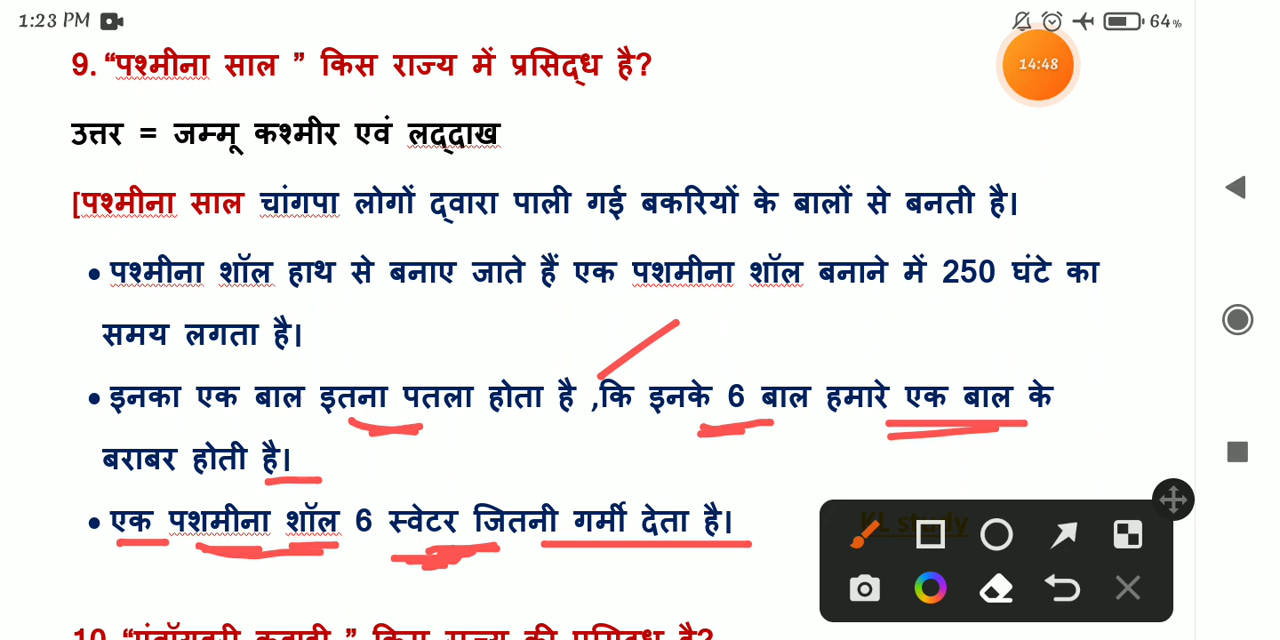 1:23 PM
64%
14:48
9. “पश्मीना साल ” किस राज्य में प्रसिद्ध है?
उत्तर = जम्मू कश्मीर एवं लद्दाख
[पश्मीना साल चांगपा लोगों द्वारा पाली गई बकरियों के बालों से बनती है।
• पश्मीना शॉल हाथ से बनाए जाते हैं एक पशमीना शॉल बनाने में 250 घंटे का
समय लगता है।
• इनका एक बाल इतना पतला होता है ,कि इनके 6 बाल हमारे एक बाल के
बराबर होती है।
• एक पशमीना शॉल 6 स्वेटर जितनी गर्मी देता है।
KL study
10. “ किस राज्य की प्रसिद्ध है?